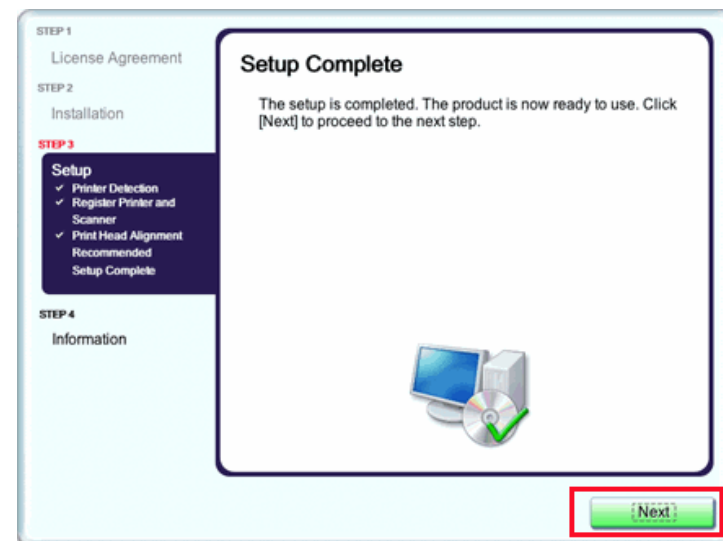 STEP 1
License Agreement
STEP 2
Installation
STEP 3
Setup
✓ Printer Detection
✓ Register Printer and
Scanner
✓ Print Head Alignment
Recommended
Setup Complete
STEP 4
Information
Setup Complete
The setup is completed. The product is now ready to use. Click
[Next] to proceed to the next step.
Next